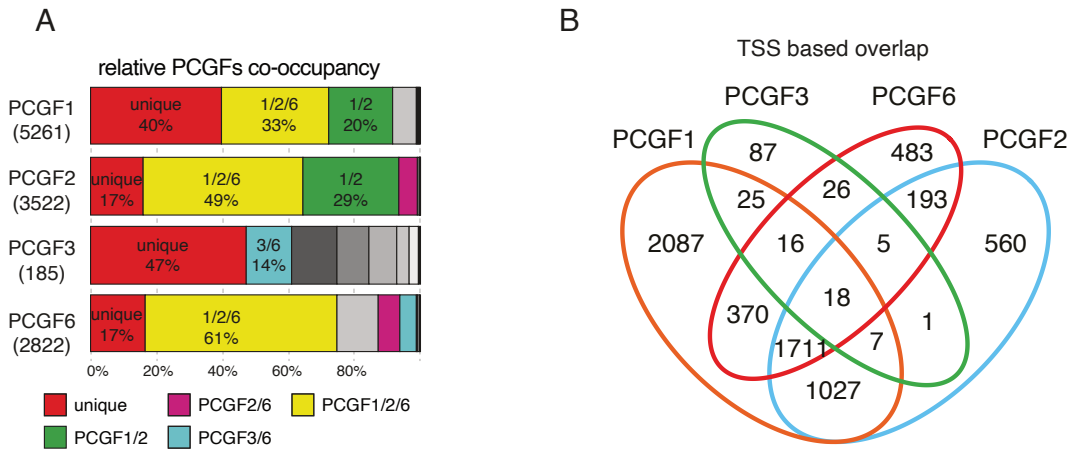 A
relative PCGFs co-occupancy
PCGF1
(5261)
unique
40%
1/2/6
33%
1/2
20%
PCGF2
(3522)
unique
17%
1/2/6
49%
1/2
29%
PCGF3
(185)
unique
47%
3/6
14%
PCGF6
(2822)
unique
17%
1/2/6
61%
0% 20% 40% 60% 80%
unique PCGF2/6 PCGF1/2/6
PCGF1/2 PCGF3/6
B
TSS based overlap
PCGF3 PCGF6
PCGF1 PCGF2
87 483
25 26 193
2087 16 5 560
370 18 1
1711 7
1027